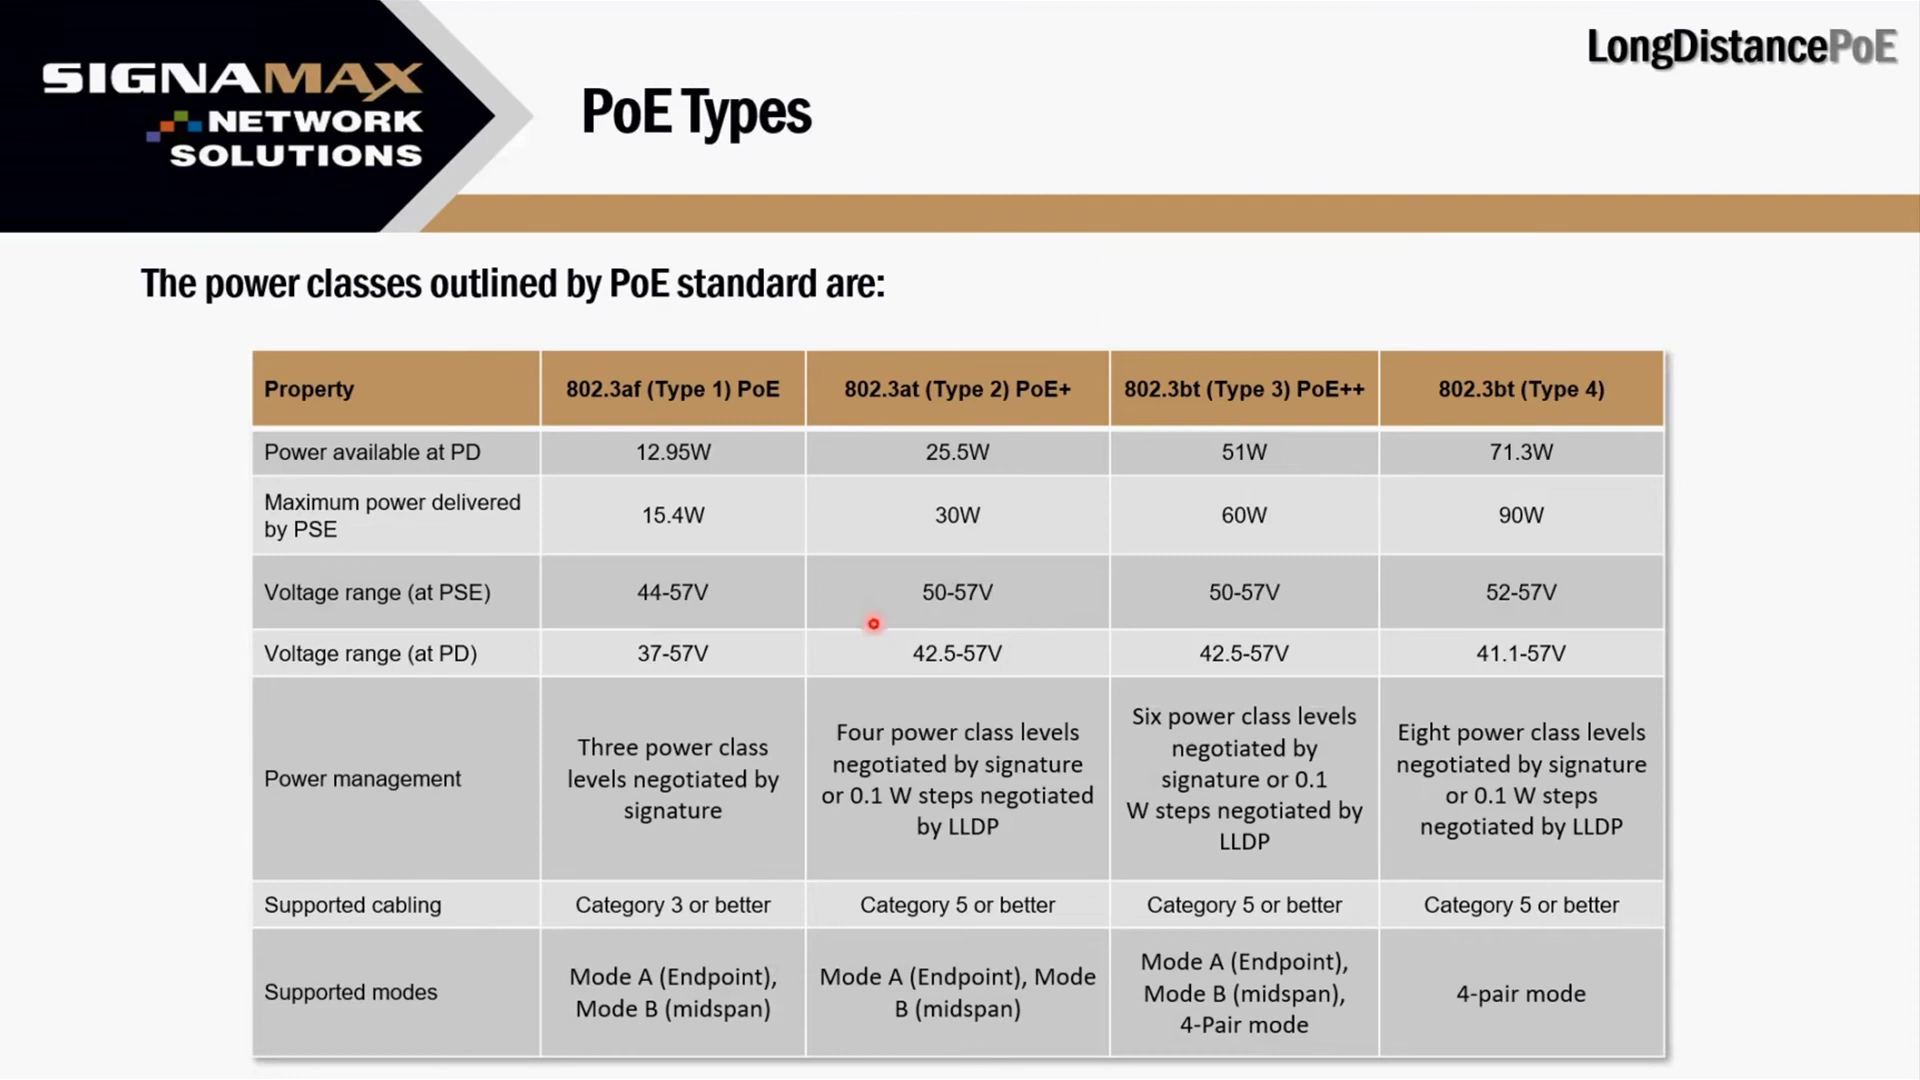 SIGNAMAX
NETWORK
SOLUTIONS
LongDistancePoE
PoE Types
The power classes outlined by PoE standard are:
Property
802.3af (Type 1) PoE
802.3at (Type 2) PoE+
802.3bt (Type 3) PoE++
802.3bt (Type 4)
Power available at PD
12.95W
25.5W
51W
71.3W
Maximum power delivered
by PSE
15.4W
30W
60W
90W
Voltage range (at PSE)
44-57V
50-57V
50-57V
52-57V
Voltage range (at PD)
37-57V
42.5-57V
42.5-57V
41.1-57V
Power management
Three power class
levels negotiated by
signature
Four power class levels
negotiated by signature
or 0.1 W steps negotiated
by LLDP
Six power class levels
negotiated by
signature or 0.1
W steps negotiated by
LLDP
Eight power class levels
negotiated by signature
or 0.1 W steps
negotiated by LLDP
Supported cabling
Category 3 or better
Category 5 or better
Category 5 or better
Category 5 or better
Supported modes
Mode A (Endpoint),
Mode B (midspan)
Mode A (Endpoint), Mode
B (midspan)
Mode A (Endpoint),
Mode B (midspan),
4-Pair mode
4-pair mode